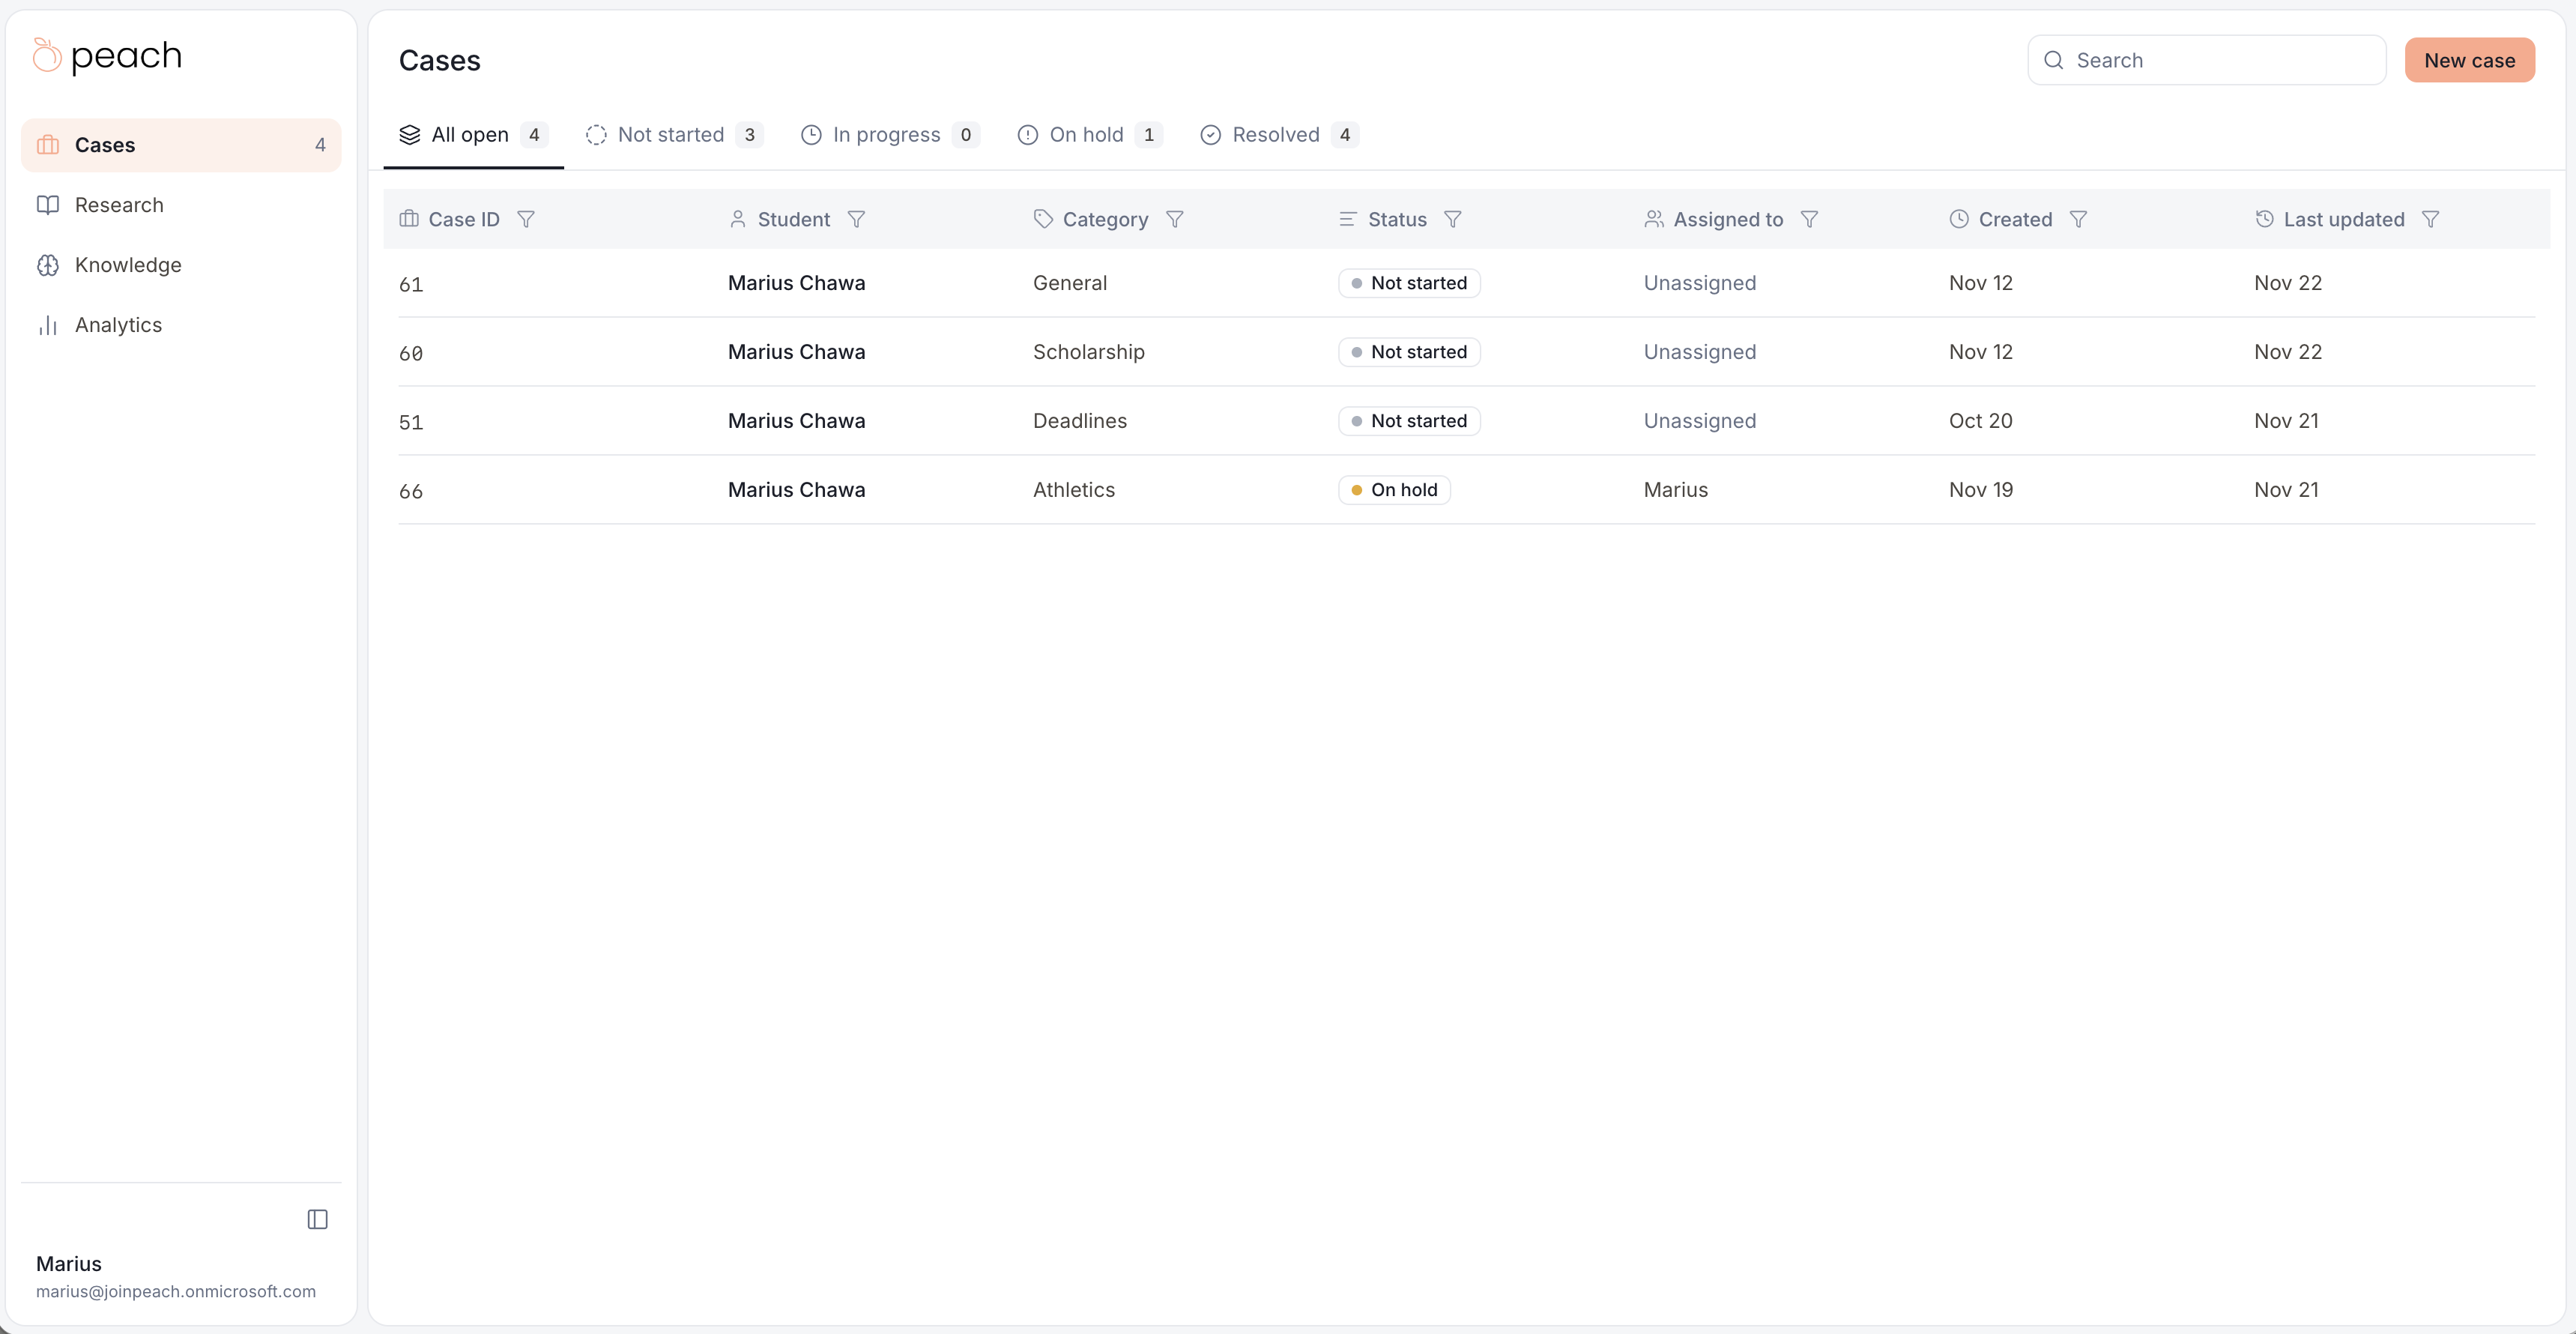 peach
Cases 4
Research
Knowledge
Analytics
Marius
marius@joinpeach.onmicrosoft.com
Cases
Search
New case
All open 4 Not started 3 In progress 0 On hold 1 Resolved 4
Case ID Student Category Status Assigned to Created Last updated
61 Marius Chawa General Not started Unassigned Nov 12 Nov 22
60 Marius Chawa Scholarship Not started Unassigned Nov 12 Nov 22
51 Marius Chawa Deadlines Not started Unassigned Oct 20 Nov 21
66 Marius Chawa Athletics On hold Marius Nov 19 Nov 21